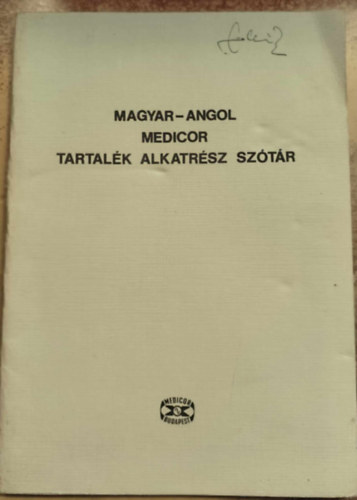 MAGYAR-ANGOL
MEDICOR
TARTALÉK ALKATRÉSZ SZÓTÁR
MEDICOR
BUDAPEST